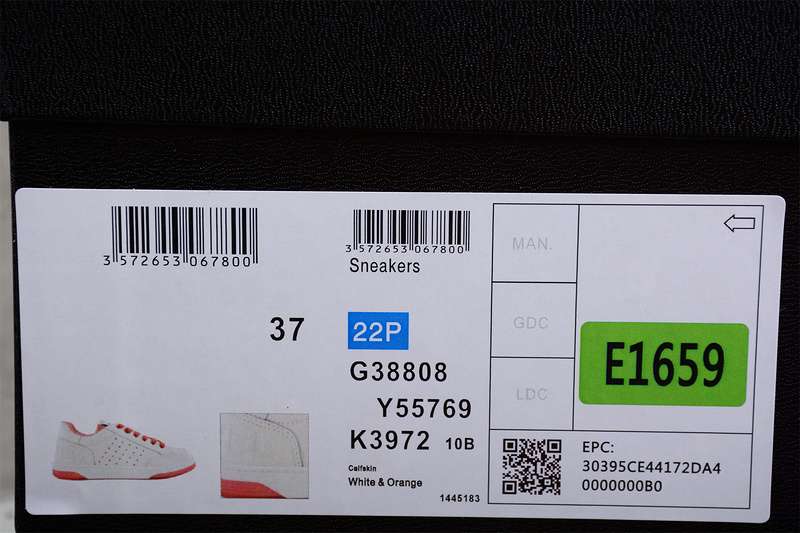 3 572653 067800
37
3 572653 067800
Sneakers
22P
G38808
Y55769
K3972 10B
Calfskin
White & Orange
1445183
MAN.
GDC
LDC
E1659
EPC:
30395CE44172DA4
0000000B0